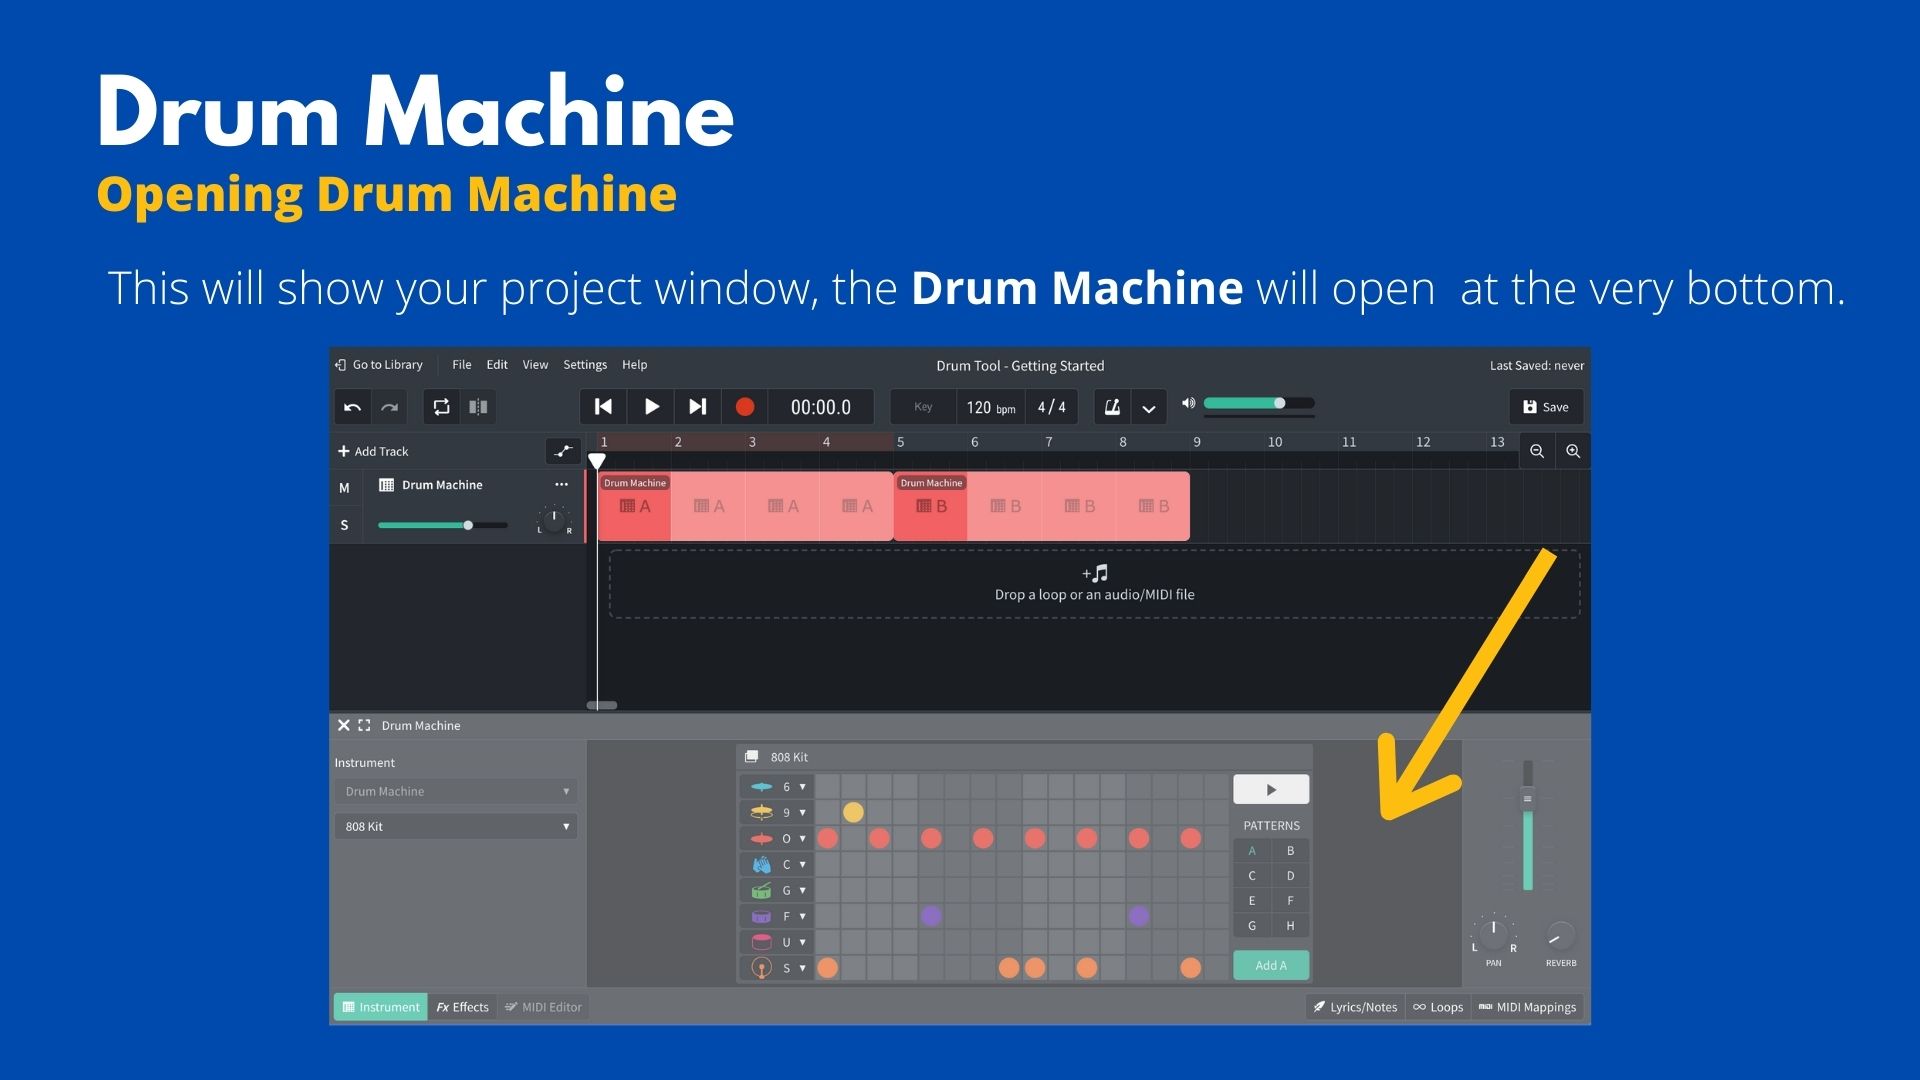 Drum Machine
Opening Drum Machine
This will show your project window, the Drum Machine will open at the very bottom.
Go to Library File Edit View Settings Help Drum Tool - Getting Started Last Saved: never
00:00.0 Key 120 bpm 4/4 Save
Add Track 1 2 3 4 5 6 7 8 9 10 11 12 13
M Drum Machine ... Drum Machine Drum Machine
A A A A B B B B
S L R
Drop a loop or an audio/MIDI file
Drum Machine
Instrument 808 Kit
Drum Machine 6
808 Kit 9
O PATTERNS
C A B
G C D
F E F
U G H
S Add A
L R
PAN REVERB
Instrument Fx Effects MIDI Editor Lyrics/Notes Loops MIDI Mappings